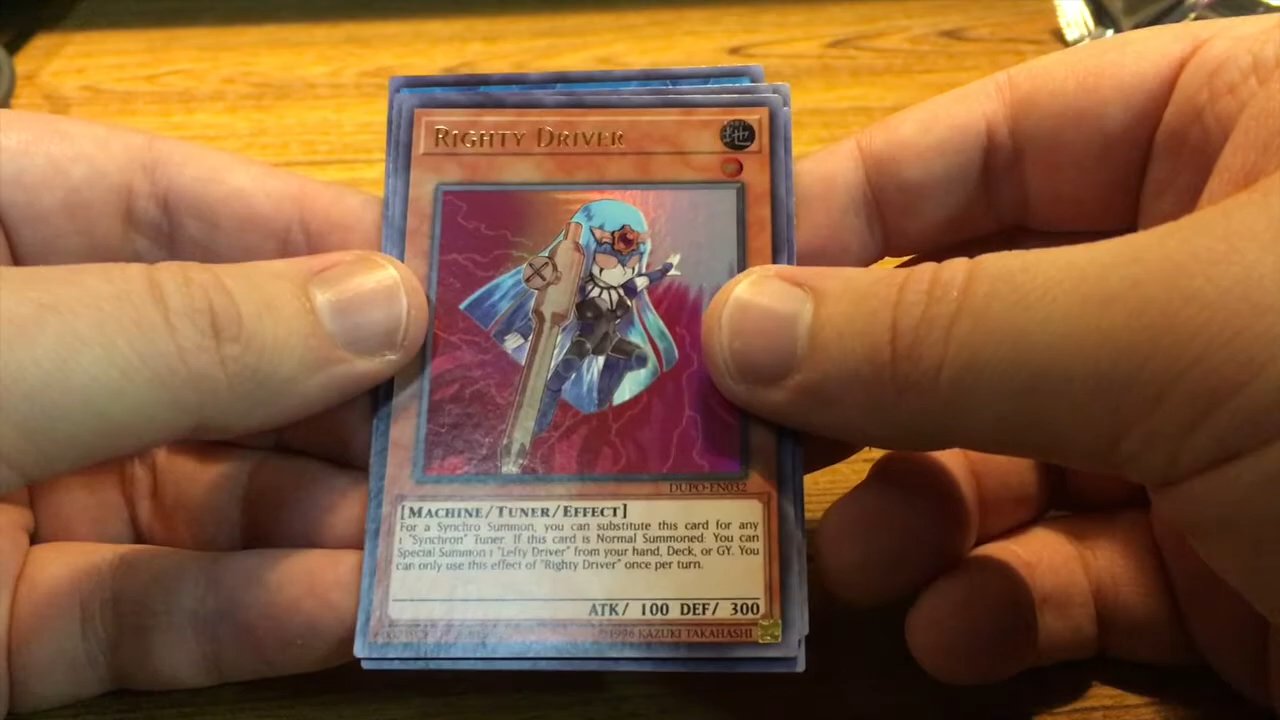 RIGHTY DRIVER
DUPO-EN032
[MACHINE/TUNER/EFFECT]
For a Synchro Summon, you can substitute this card for any
1 "Synchron" Tuner. If this card is Normal Summoned: You can
Special Summon 1 "Lefty Driver" from your hand, Deck, or GY. You
can only use this effect of "Righty Driver" once per turn.
ATK/ 100 DEF/ 300
©1996 KAZUKI TAKAHASHI